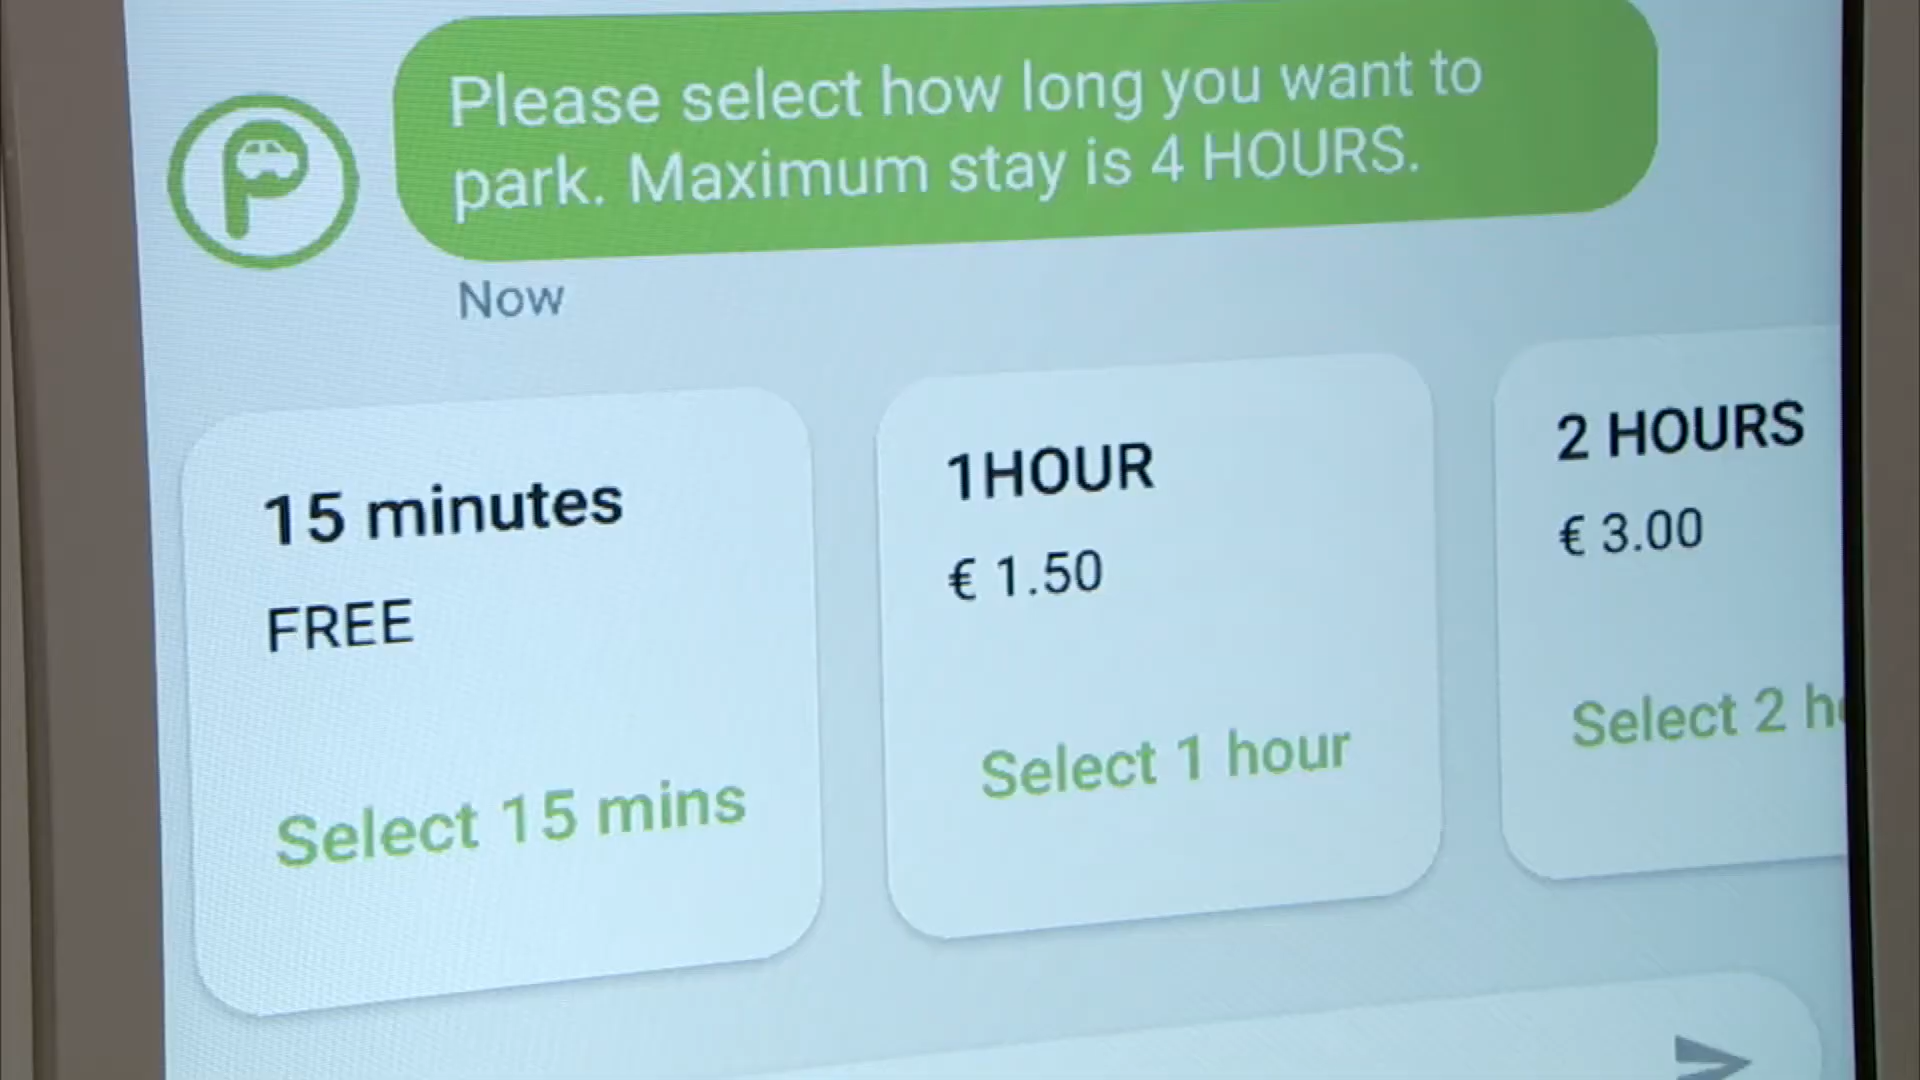 Please select how long you want to
park. Maximum stay is 4 HOURS.
Now
15 minutes
FREE
Select 15 mins
1HOUR
€ 1.50
Select 1 hour
2 HOURS
€ 3.00
Select 2